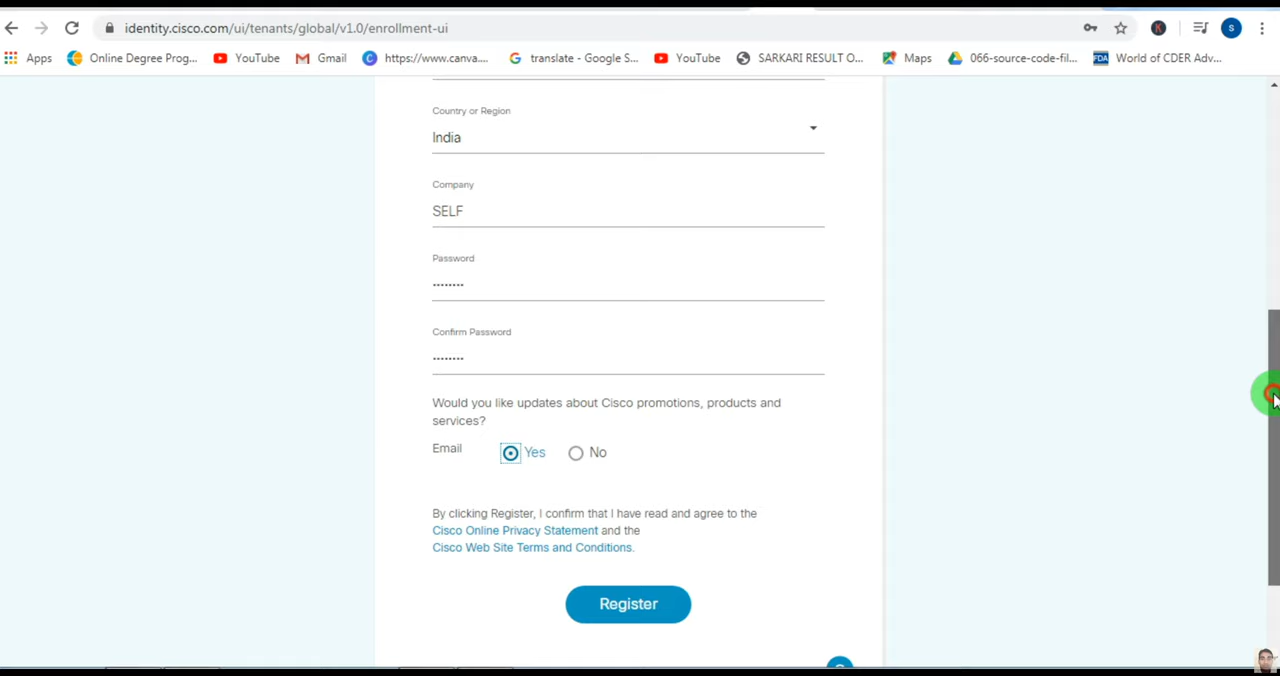 identity.cisco.com/ui/tenants/global/v1.0/enrollment-ui
K
s
Apps
Online Degree Prog...
YouTube
Gmail
C
https://www.canva....
translate - Google S...
YouTube
SARKARI RESULT O...
Maps
066-source-code-fil...
FDA
World of CDER Adv...
Country or Region
India
Company
SELF
Password
••••••••
Confirm Password
••••••••
Would you like updates about Cisco promotions, products and
services?
Email
Yes
No
By clicking Register, I confirm that I have read and agree to the
Cisco Online Privacy Statement and the
Cisco Web Site Terms and Conditions.
Register